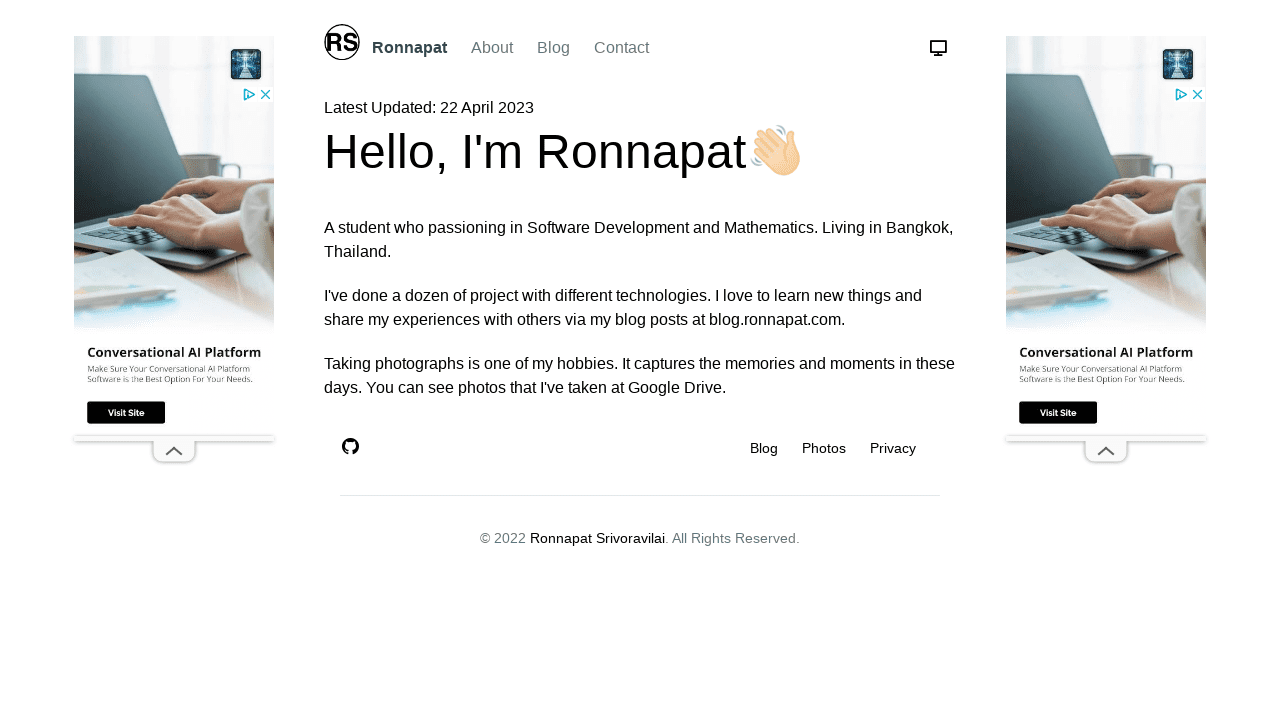 RS Ronnapat About Blog Contact
Latest Updated: 22 April 2023
Hello, I'm Ronnapat👋🏻
A student who passioning in Software Development and Mathematics. Living in Bangkok,
Thailand.
I've done a dozen of project with different technologies. I love to learn new things and
share my experiences with others via my blog posts at blog.ronnapat.com.
Taking photographs is one of my hobbies. It captures the memories and moments in these
days. You can see photos that I've taken at Google Drive.
Blog Photos Privacy
© 2022 Ronnapat Srivoravilai. All Rights Reserved.
Conversational AI Platform
Make Sure Your Conversational AI Platform
Software is the Best Option For Your Needs.
Visit Site
Conversational AI Platform
Make Sure Your Conversational AI Platform
Software is the Best Option For Your Needs.
Visit Site